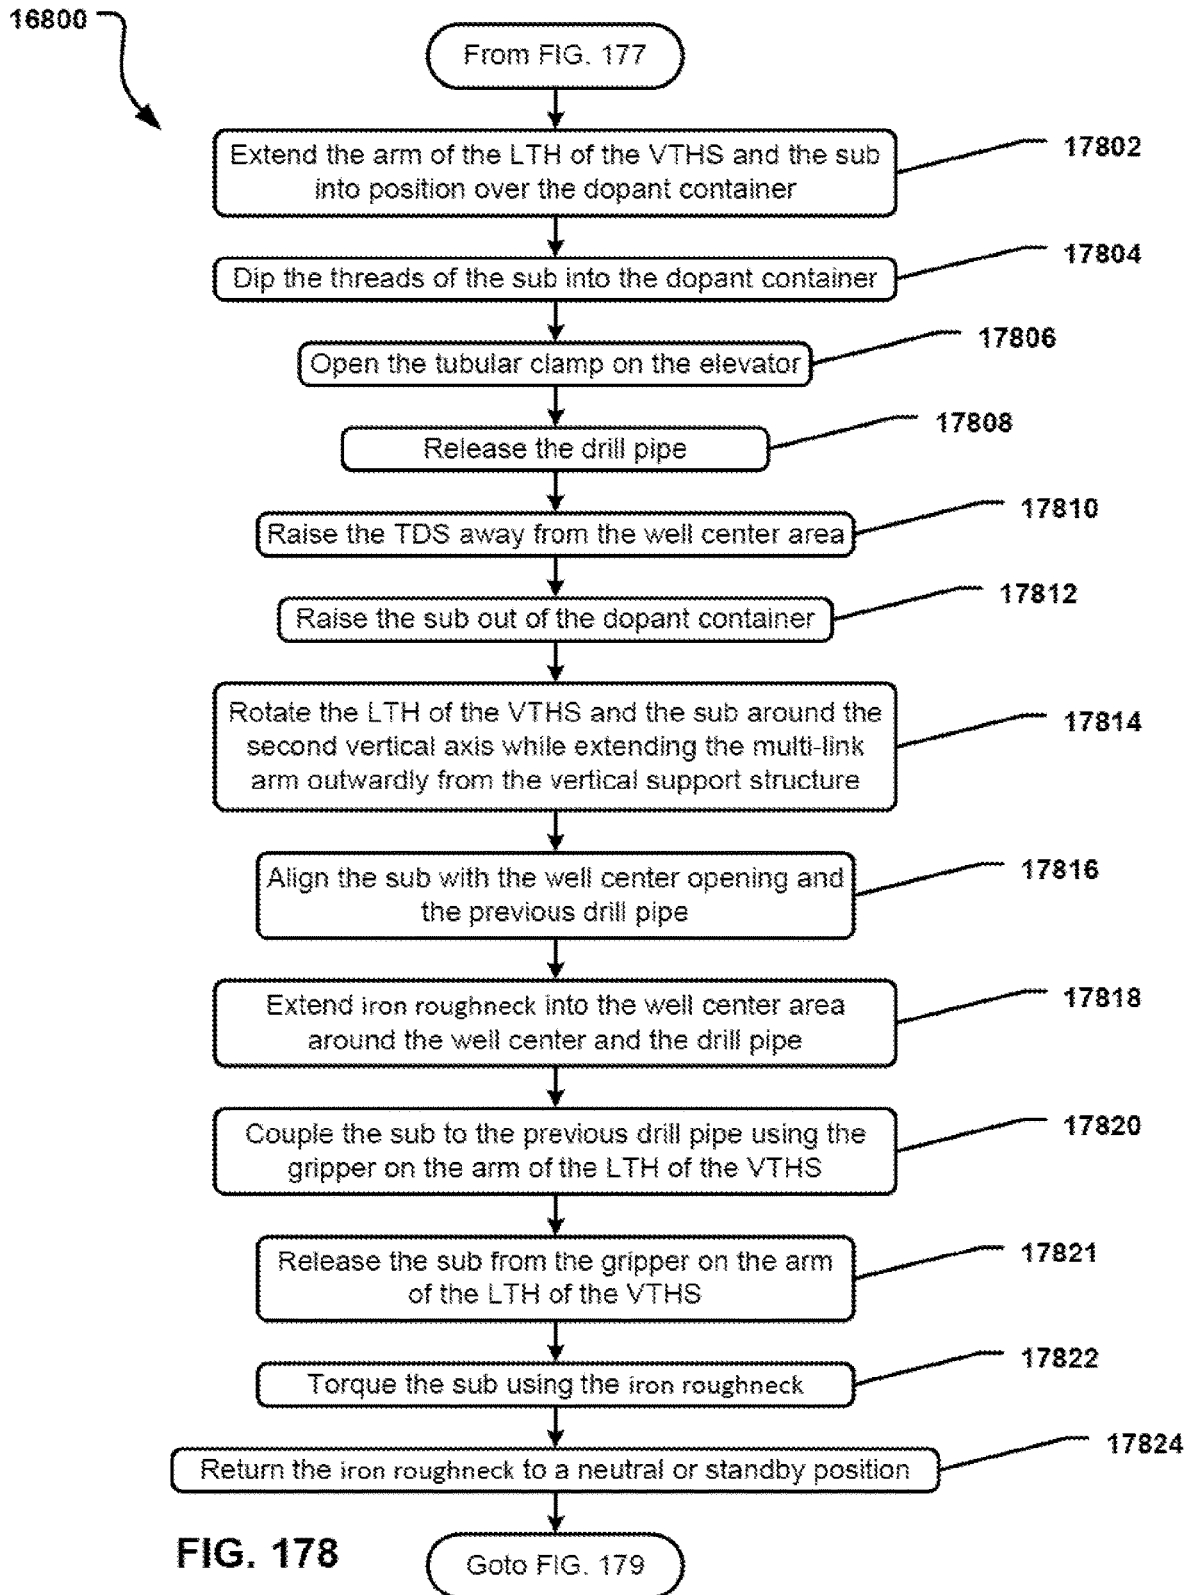 16800
From FIG. 177
Extend the arm of the LTH of the VTHS and the sub
into position over the dopant container
17802
Dip the threads of the sub into the dopant container
17804
Open the tubular clamp on the elevator
17806
Release the drill pipe
17808
Raise the TDS away from the well center area
17810
Raise the sub out of the dopant container
17812
Rotate the LTH of the VTHS and the sub around the
second vertical axis while extending the multi-link
arm outwardly from the vertical support structure
17814
Align the sub with the well center opening and
the previous drill pipe
17816
Extend iron roughneck into the well center area
around the well center and the drill pipe
17818
Couple the sub to the previous drill pipe using the
gripper on the arm of the LTH of the VTHS
17820
Release the sub from the gripper on the arm
of the LTH of the VTHS
17821
Torque the sub using the iron roughneck
17822
Return the iron roughneck to a neutral or standby position
17824
FIG. 178
Goto FIG. 179